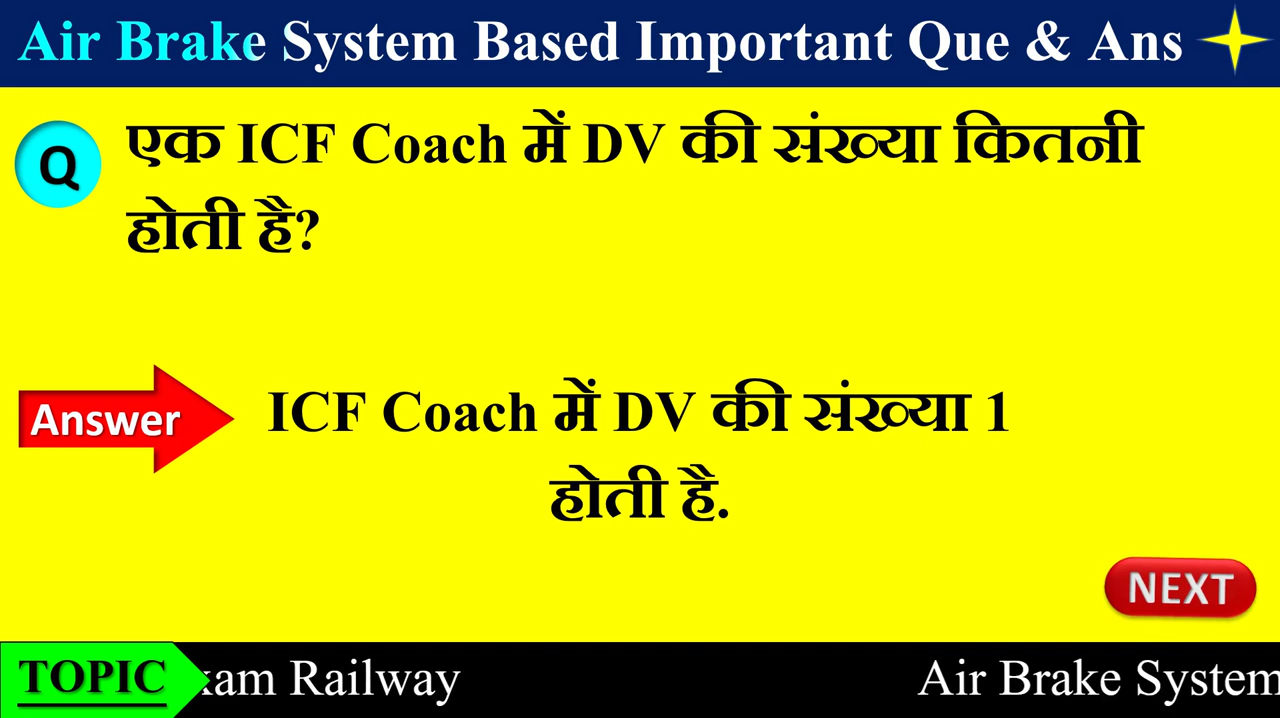 Air Brake System Based Important Que & Ans
Q
एक ICF Coach में DV की संख्या कितनी
होती है?
Answer
ICF Coach में DV की संख्या 1
होती है.
NEXT
TOPIC
Railway
Air Brake System